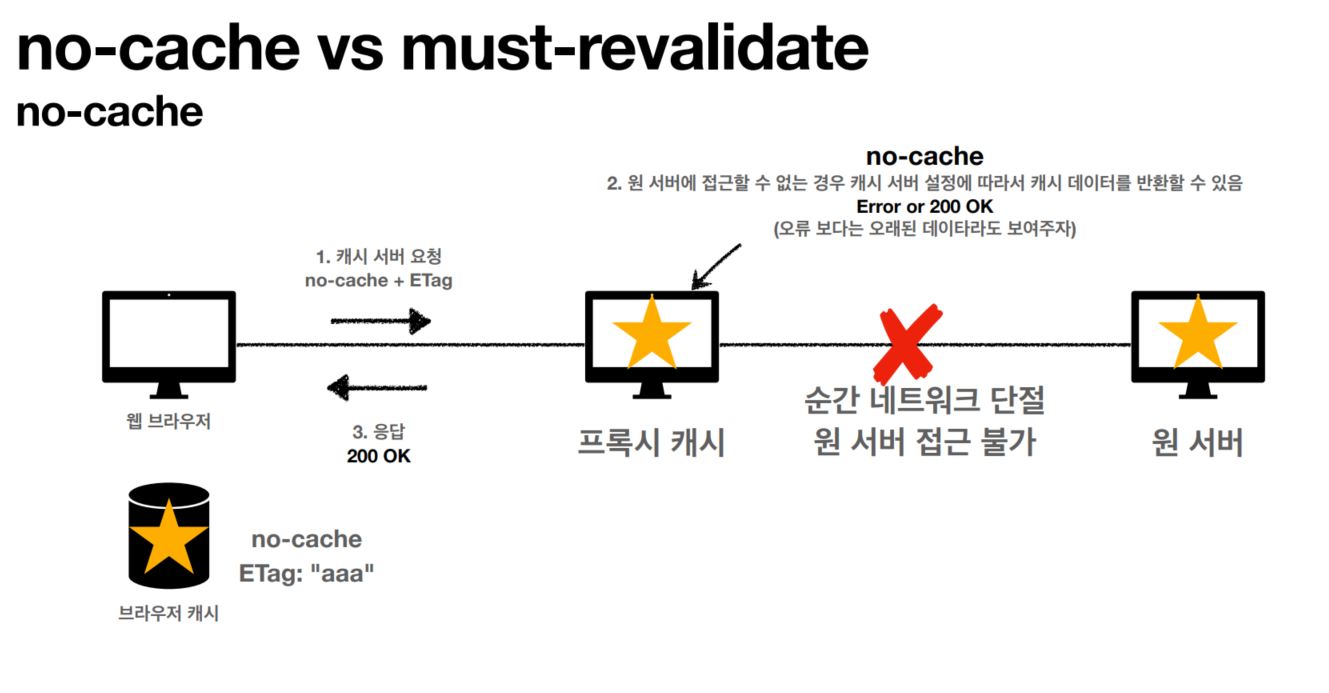 no-cache vs must-revalidate
no-cache
no-cache
2. 원 서버에 접근할 수 없는 경우 캐시 서버 설정에 따라서 캐시 데이터를 반환할 수 있음
Error or 200 OK
(오류 보다는 오래된 데이타라도 보여주자)
1. 캐시 서버 요청
no-cache + ETag
웹 브라우저
3. 응답
200 OK
프록시 캐시
순간 네트워크 단절
원 서버 접근 불가
원 서버
no-cache
ETag: "aaa"
브라우저 캐시